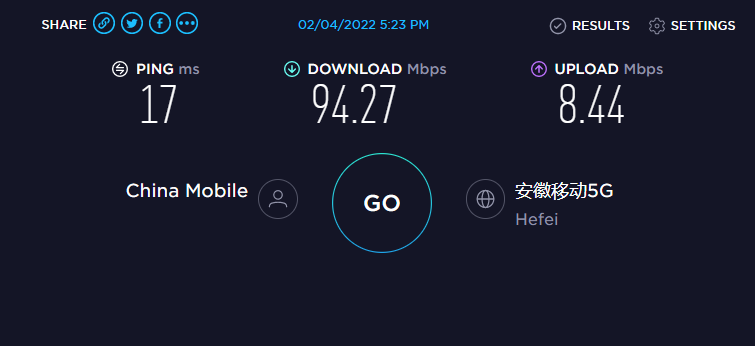 SHARE
02/04/2022 5:23 PM
RESULTS
SETTINGS
PING ms
DOWNLOAD Mbps
UPLOAD Mbps
17
94.27
8.44
China Mobile
GO
安徽移动5G
Hefei